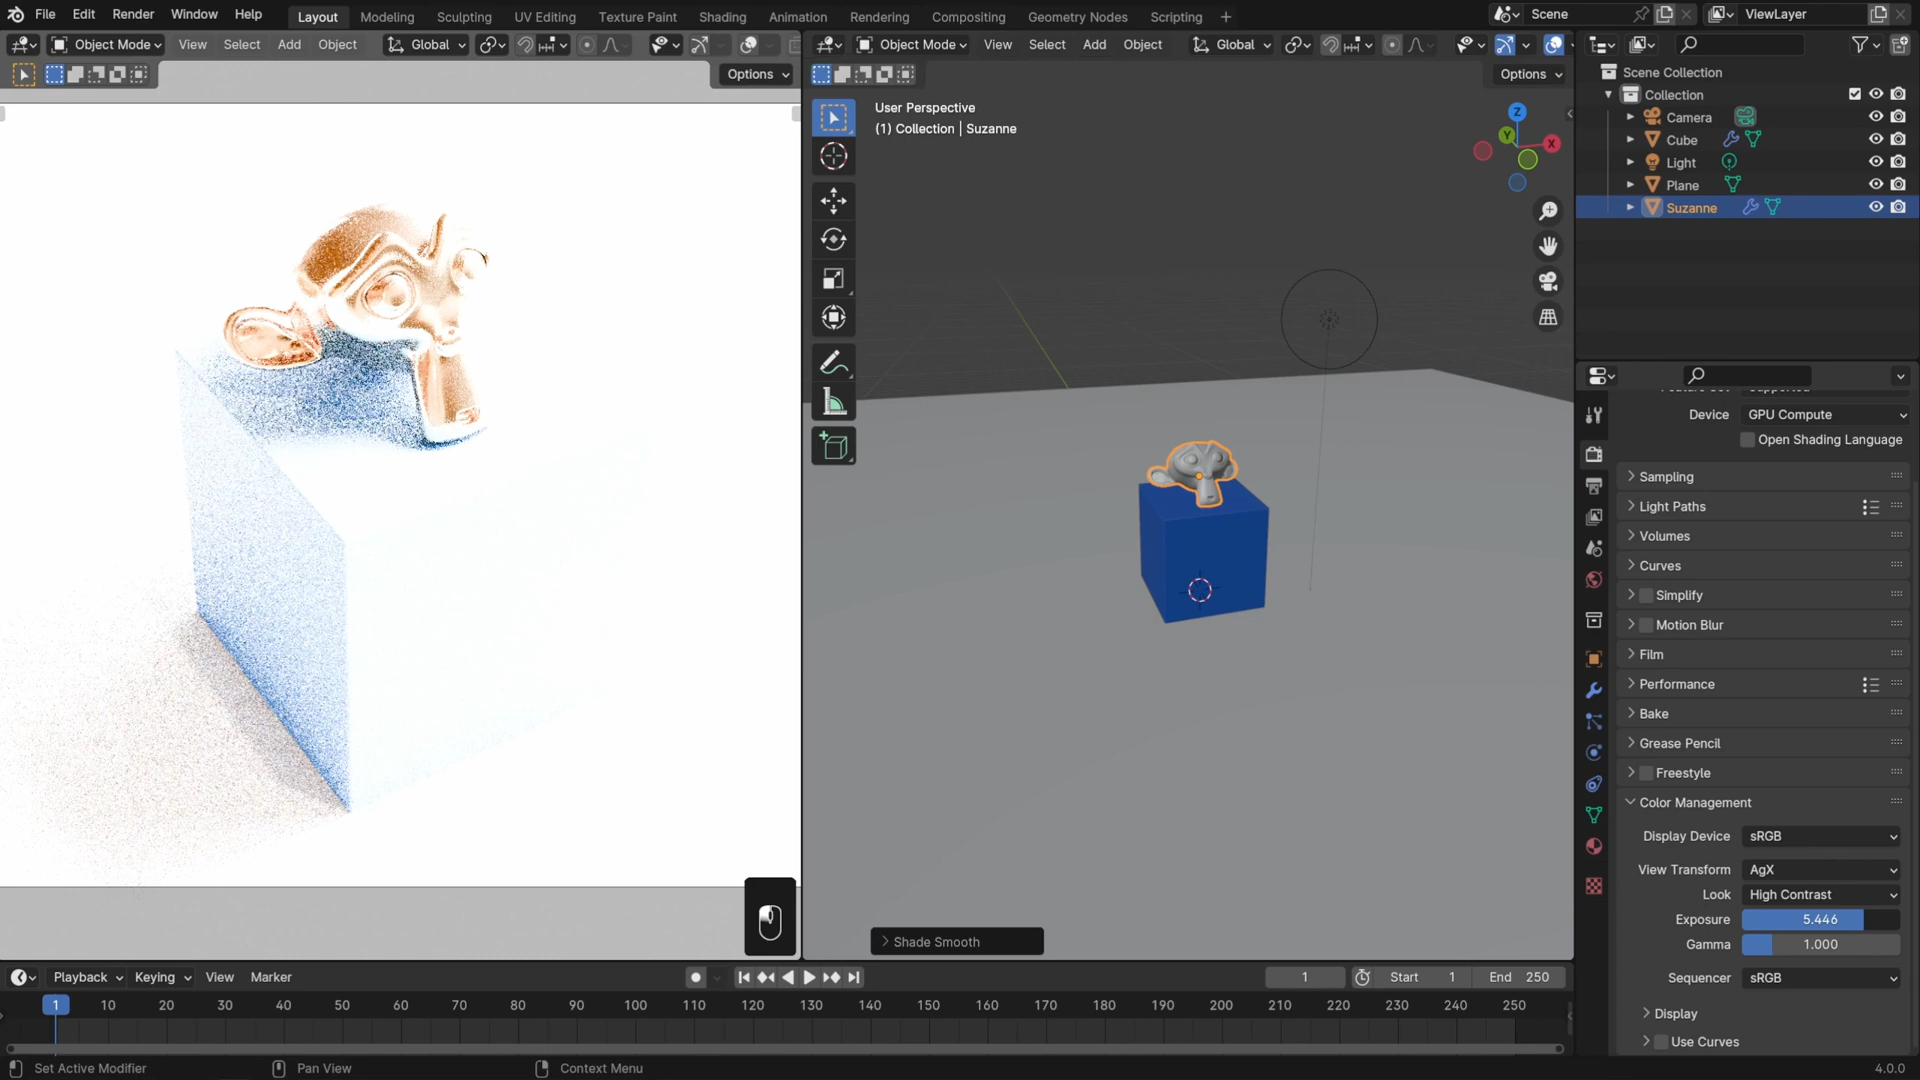 File Edit Render Window Help Layout Modeling Sculpting UV Editing Texture Paint Shading Animation Rendering Compositing Geometry Nodes Scripting + Scene ViewLayer
Object Mode View Select Add Object Global
Options
Object Mode View Select Add Object Global
Options
User Perspective
(1) Collection | Suzanne
Z
Y
X
Shade Smooth
Scene Collection
Collection
Camera
Cube
Light
Plane
Suzanne
Device GPU Compute
Open Shading Language
Sampling
Light Paths
Volumes
Curves
Simplify
Motion Blur
Film
Performance
Bake
Grease Pencil
Freestyle
Color Management
Display Device sRGB
View Transform AgX
Look High Contrast
Exposure 5.446
Gamma 1.000
Sequencer sRGB
Display
Use Curves
Playback Keying View Marker 1 Start 1 End 250
1 10 20 30 40 50 60 70 80 90 100 110 120 130 140 150 160 170 180 190 200 210 220 230 240 250
Set Active Modifier Pan View Context Menu 4.0.0